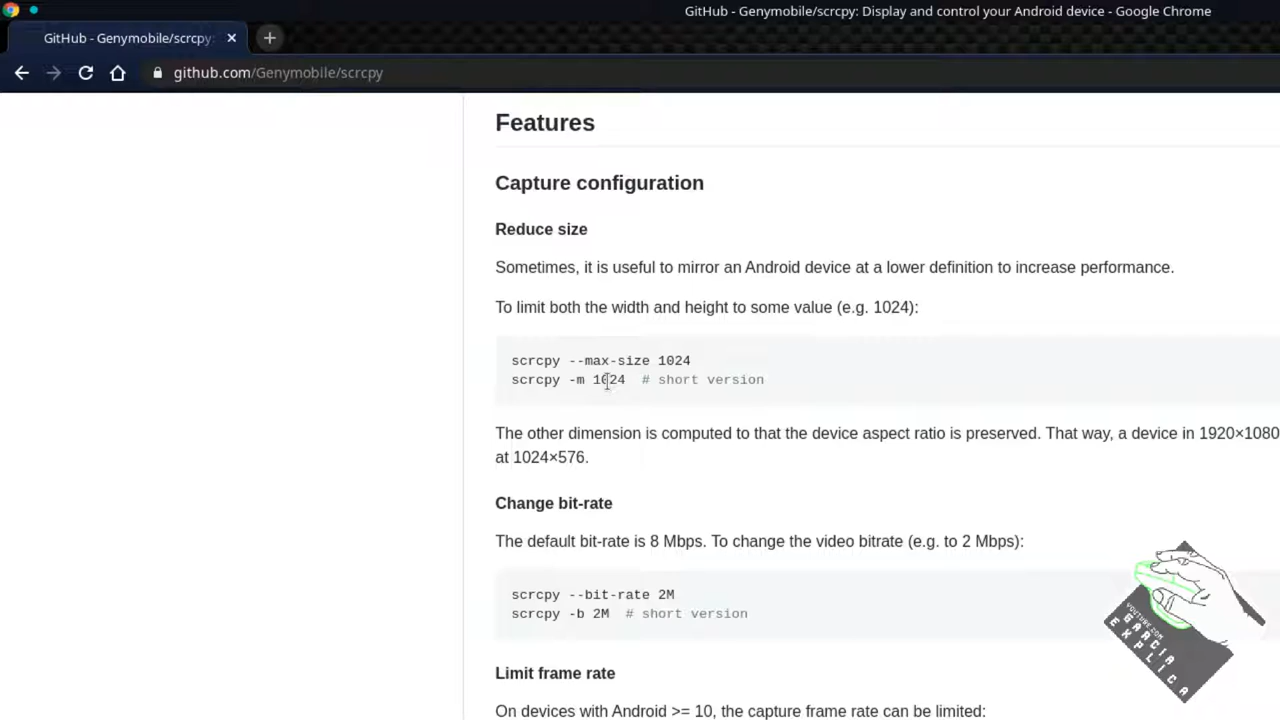 GitHub - Genymobile/scrcpy: Display and control your Android device - Google Chrome
GitHub - Genymobile/scrcpy:
github.com/Genymobile/scrcpy
Features
Capture configuration
Reduce size
Sometimes, it is useful to mirror an Android device at a lower definition to increase performance.
To limit both the width and height to some value (e.g. 1024):
scrcpy --max-size 1024
scrcpy -m 1024  # short version
The other dimension is computed to that the device aspect ratio is preserved. That way, a device in 1920×1080
at 1024×576.
Change bit-rate
The default bit-rate is 8 Mbps. To change the video bitrate (e.g. to 2 Mbps):
scrcpy --bit-rate 2M
scrcpy -b 2M  # short version
Limit frame rate
On devices with Android >= 10, the capture frame rate can be limited:
YOUTUBE.COM
GARCIA
EXPLICA